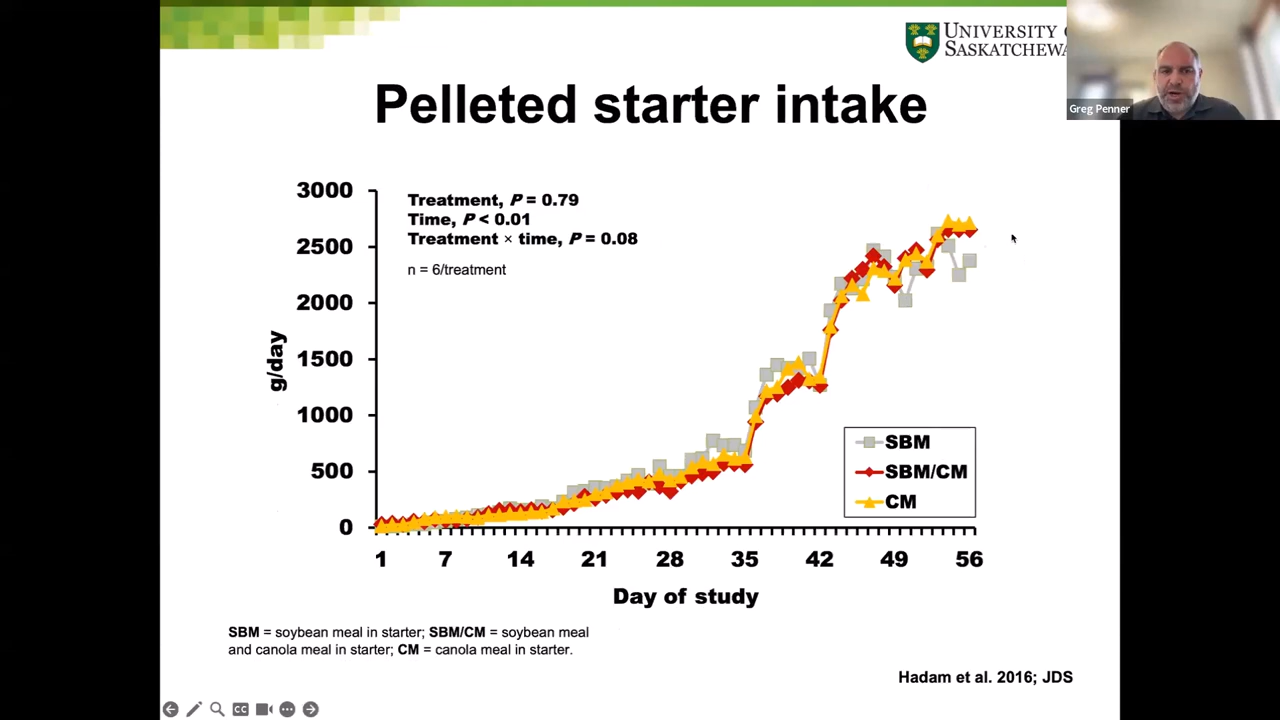 UNIVERSITY
SASKATCHEW
Greg Penner
Pelleted starter intake
Treatment, P = 0.79
Time, P < 0.01
Treatment × time, P = 0.08
n = 6/treatment
3000
2500
2000
1500
1000
500
0
g/day
1 7 14 21 28 35 42 49 56
Day of study
SBM
SBM/CM
CM
SBM = soybean meal in starter; SBM/CM = soybean meal
and canola meal in starter; CM = canola meal in starter.
Hadam et al. 2016; JDS
CC